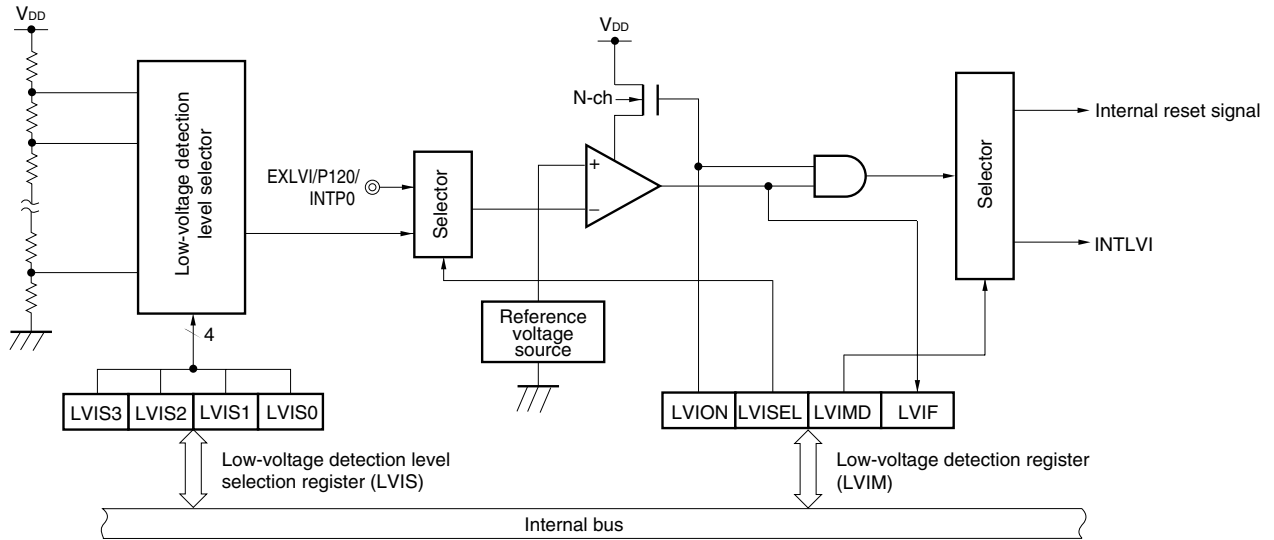 VDD
Low-voltage detection
level selector
4
LVIS3 LVIS2 LVIS1 LVIS0
Low-voltage detection level
selection register (LVIS)
EXLVI/P120/
INTP0
Selector
VDD
N-ch
+
−
Reference
voltage
source
Selector
Internal reset signal
INTLVI
LVION LVISEL LVIMD LVIF
Low-voltage detection register
(LVIM)
Internal bus